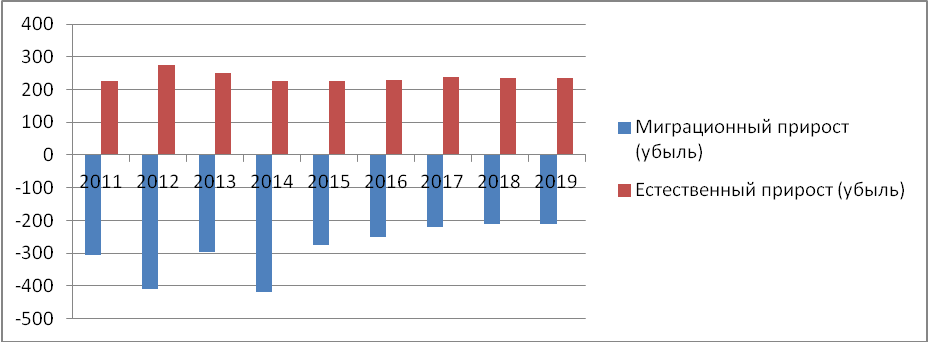 400
300
200
100
0
-100
-200
-300
-400
-500
2011 2012 2013 2014 2015 2016 2017 2018 2019
Миграционный прирост
(убыль)
Естественный прирост (убыль)